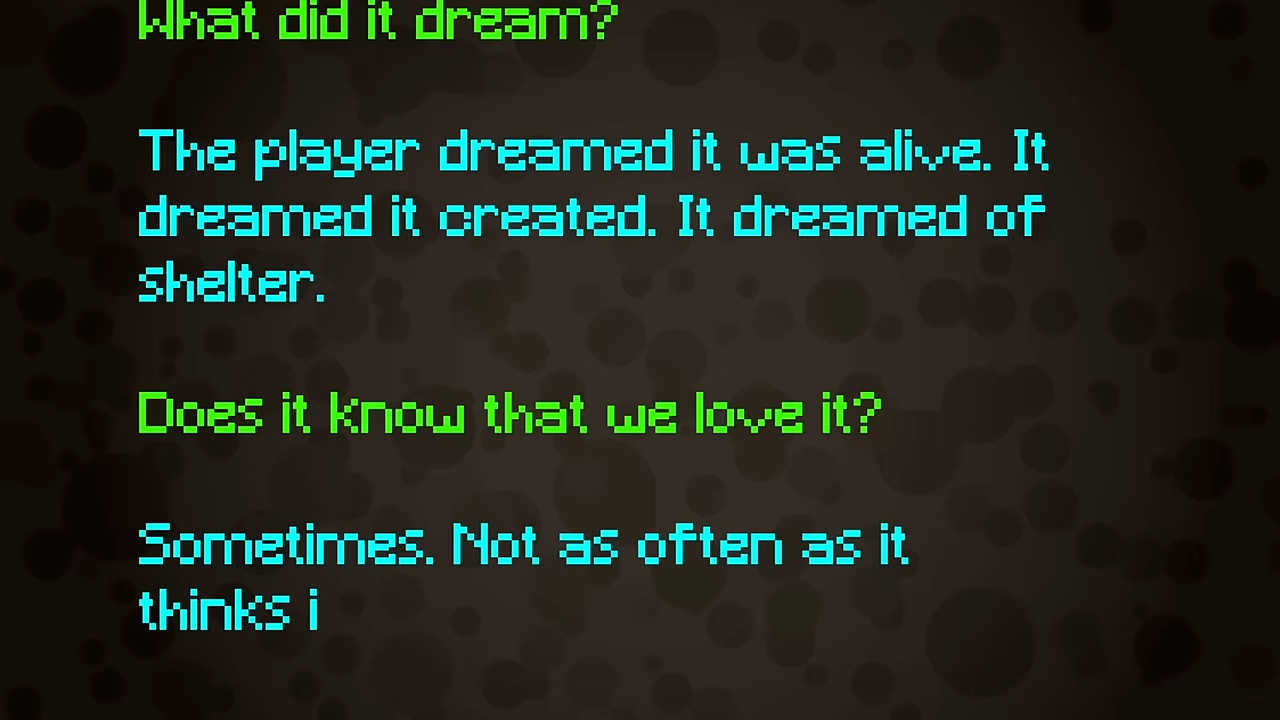 What did it dream?
The player dreamed it was alive. It
dreamed it created. It dreamed of
shelter.
Does it know that we love it?
Sometimes. Not as often as it
thinks i